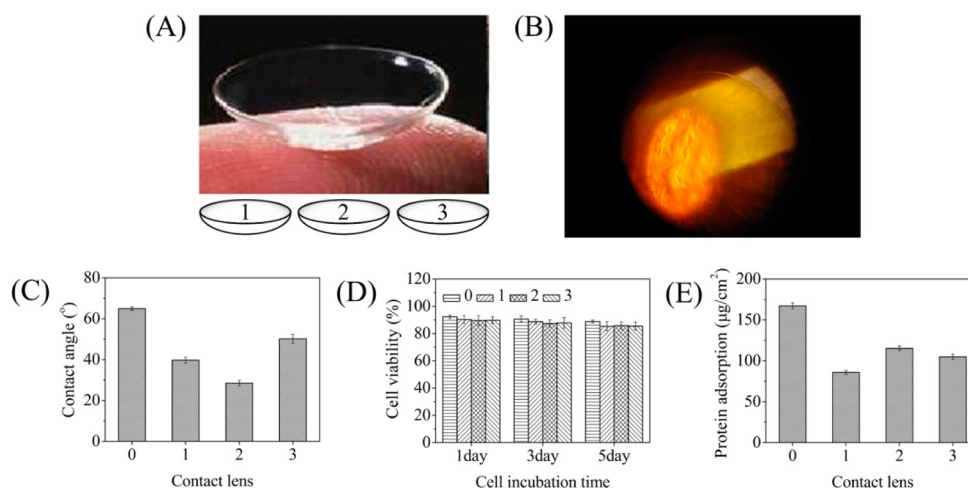 (A)
(B)
1 2 3
(C)
Contact angle (°)
80
60
40
20
0
0 1 2 3
Contact lens
(D)
Cell viability (%)
120
100
80
60
40
20
0
0 1 2 3
1day 3day 5day
Cell incubation time
(E)
Protein adsorption (μg/cm²)
200
150
100
50
0
0 1 2 3
Contact lens